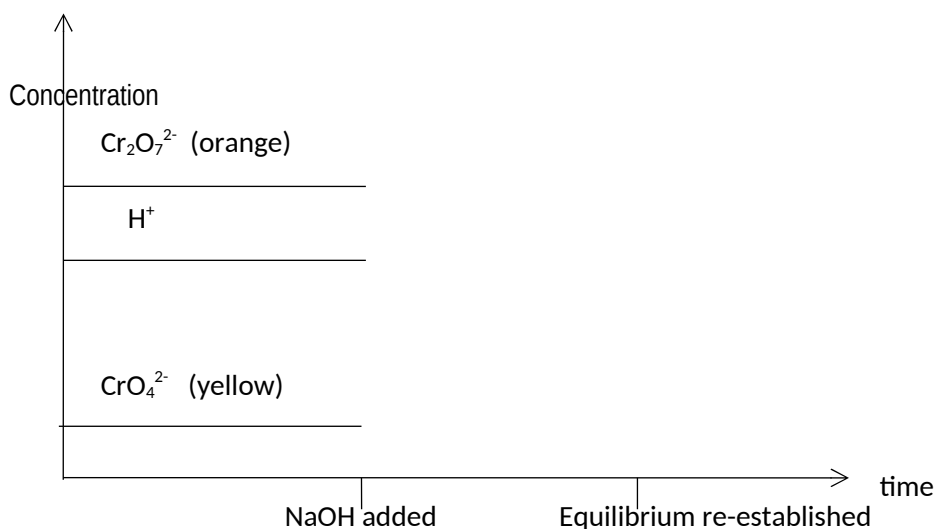 Concentration
Cr₂O₇²⁻ (orange)
H⁺
CrO₄²⁻ (yellow)
time
NaOH added
Equilibrium re-established